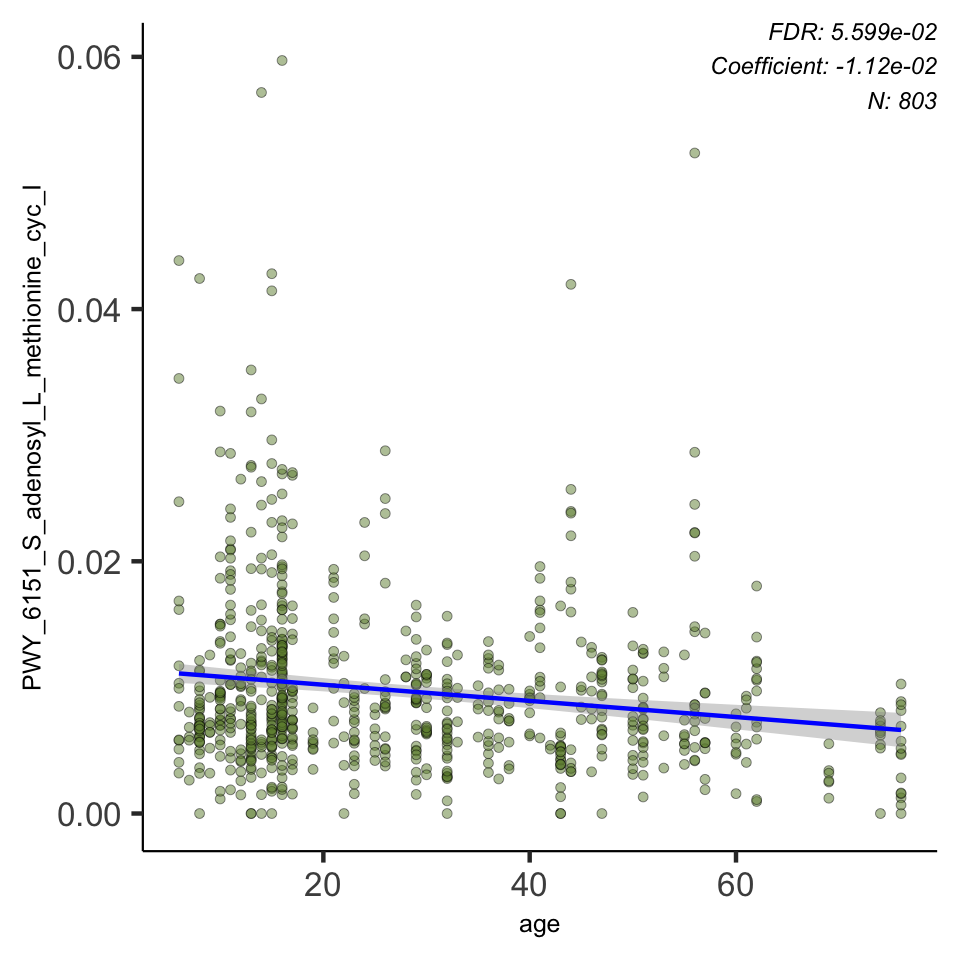 FDR: 5.599e-02
Coefficient: -1.12e-02
N: 803
0.06
0.04
0.02
0.00
PWY_6151_S_adenosyl_L_methionine_cyc_I
20 40 60
age